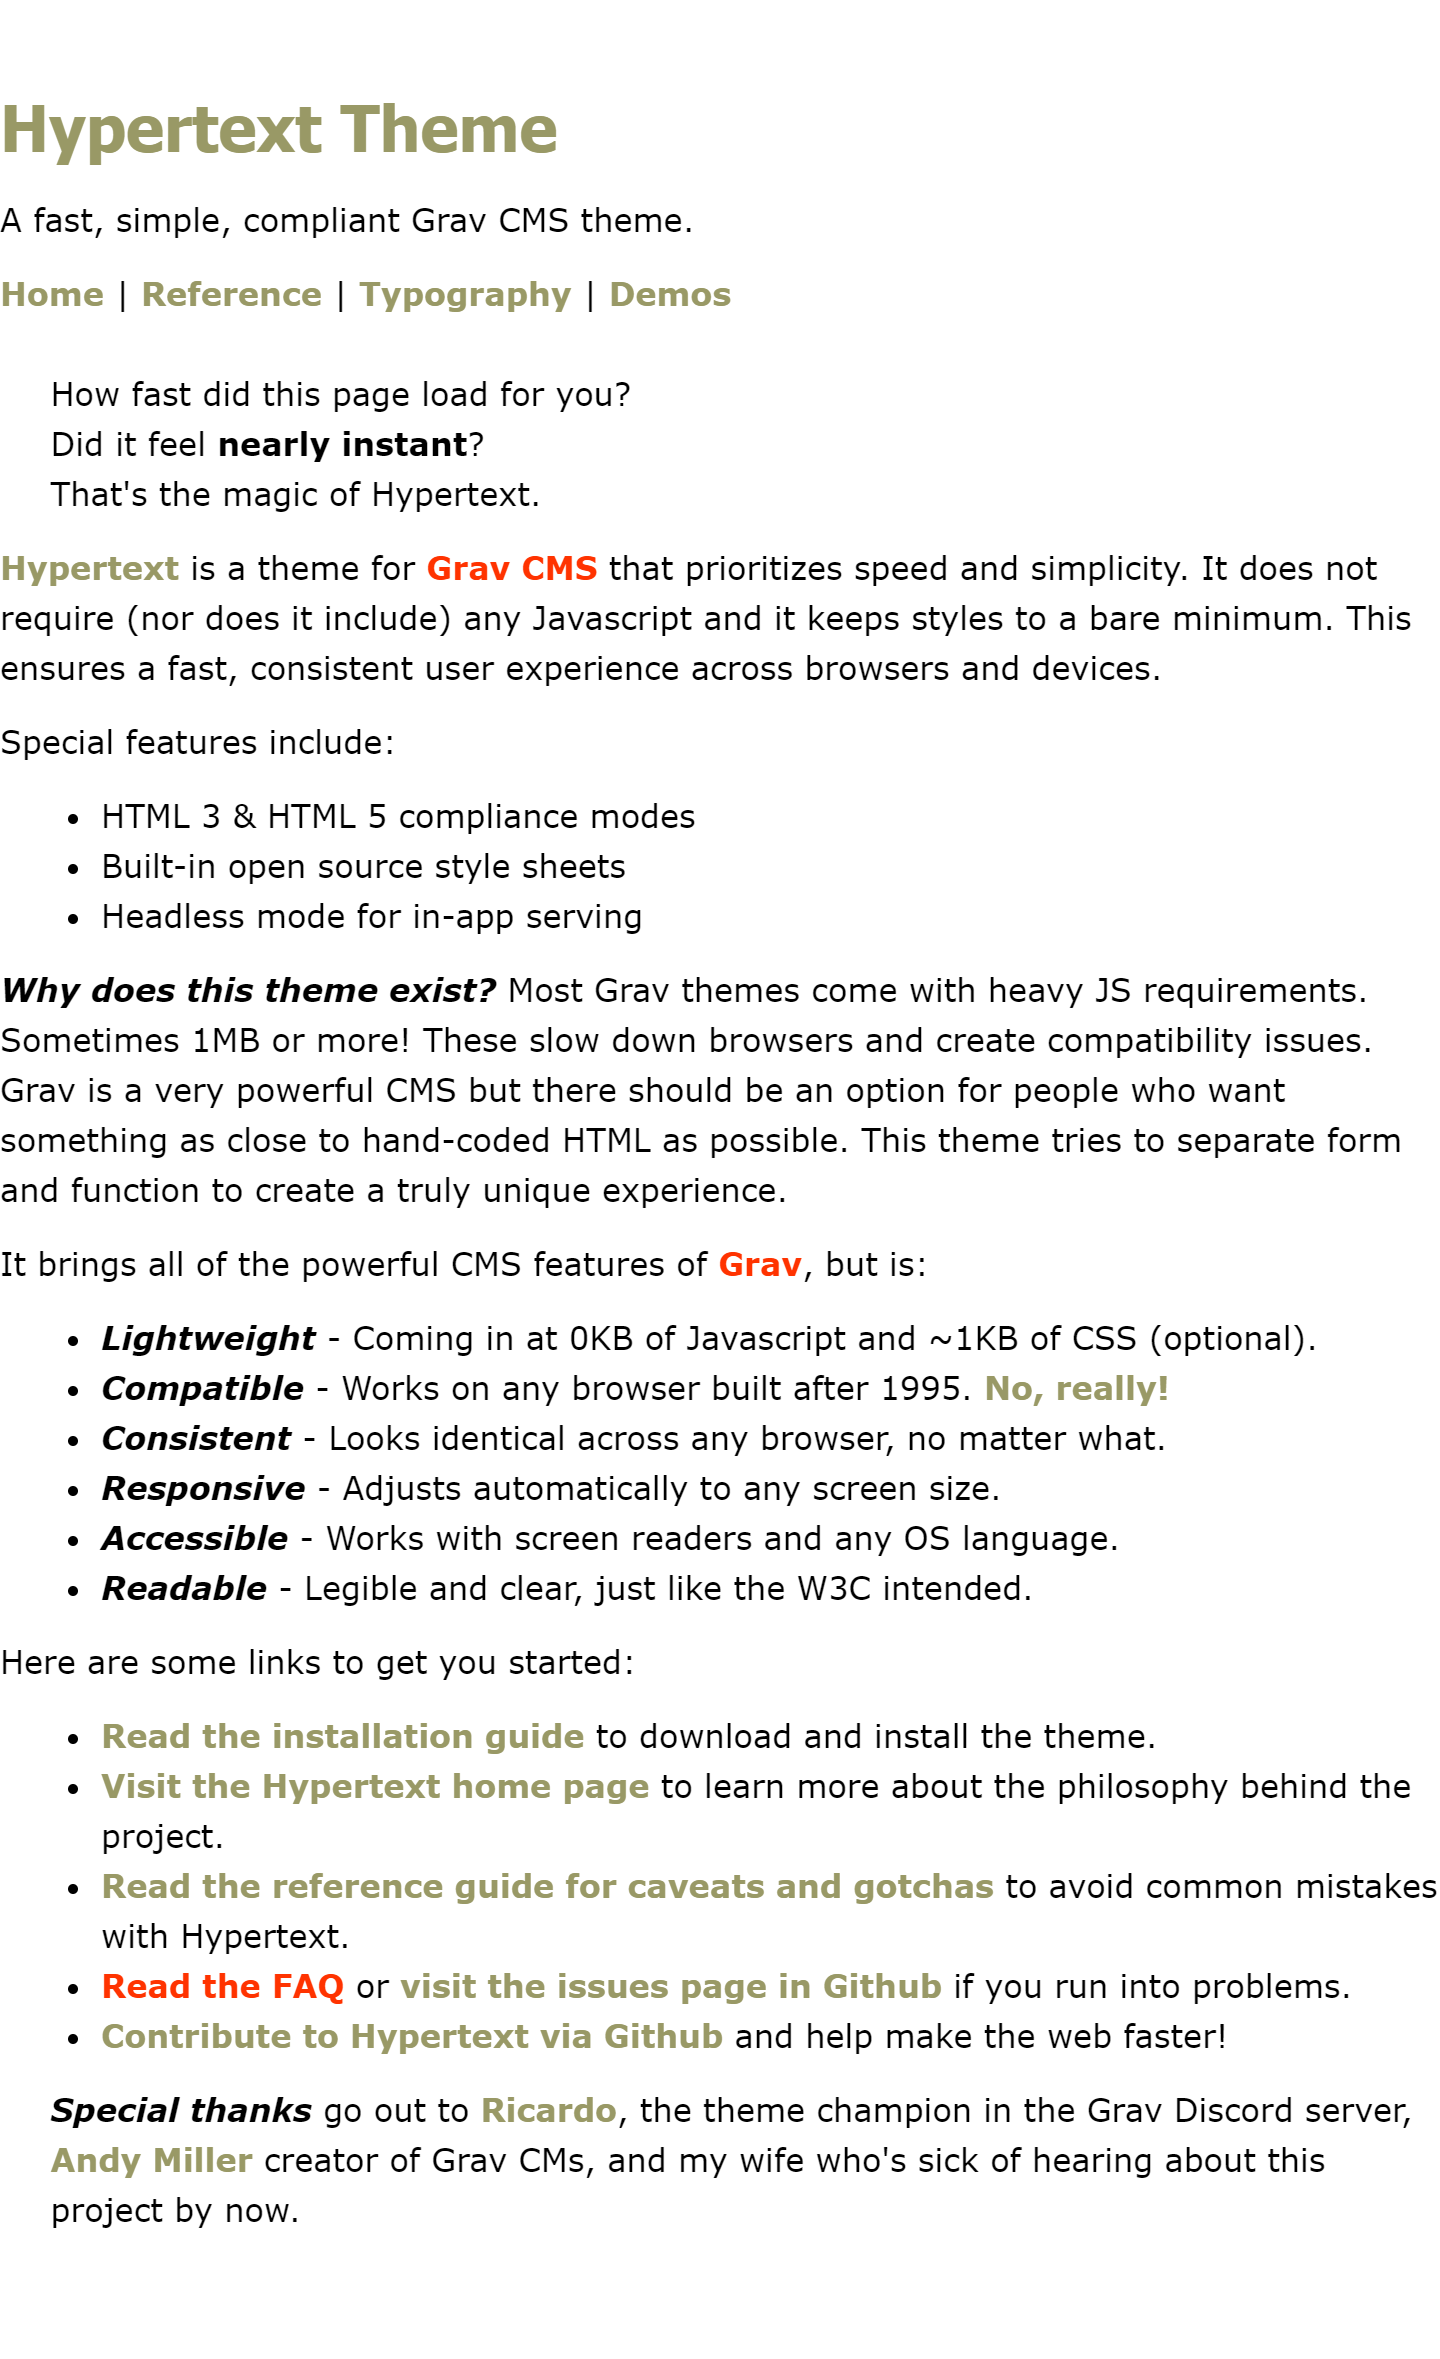 Hypertext Theme
A fast, simple, compliant Grav CMS theme.
Home | Reference | Typography | Demos
How fast did this page load for you?
Did it feel nearly instant?
That's the magic of Hypertext.
Hypertext is a theme for Grav CMS that prioritizes speed and simplicity. It does not
require (nor does it include) any Javascript and it keeps styles to a bare minimum. This
ensures a fast, consistent user experience across browsers and devices.
Special features include:
• HTML 3 & HTML 5 compliance modes
• Built-in open source style sheets
• Headless mode for in-app serving
Why does this theme exist? Most Grav themes come with heavy JS requirements.
Sometimes 1MB or more! These slow down browsers and create compatibility issues.
Grav is a very powerful CMS but there should be an option for people who want
something as close to hand-coded HTML as possible. This theme tries to separate form
and function to create a truly unique experience.
It brings all of the powerful CMS features of Grav, but is:
• Lightweight - Coming in at 0KB of Javascript and ~1KB of CSS (optional).
• Compatible - Works on any browser built after 1995. No, really!
• Consistent - Looks identical across any browser, no matter what.
• Responsive - Adjusts automatically to any screen size.
• Accessible - Works with screen readers and any OS language.
• Readable - Legible and clear, just like the W3C intended.
Here are some links to get you started:
• Read the installation guide to download and install the theme.
• Visit the Hypertext home page to learn more about the philosophy behind the
project.
• Read the reference guide for caveats and gotchas to avoid common mistakes
with Hypertext.
• Read the FAQ or visit the issues page in Github if you run into problems.
• Contribute to Hypertext via Github and help make the web faster!
Special thanks go out to Ricardo, the theme champion in the Grav Discord server,
Andy Miller creator of Grav CMs, and my wife who's sick of hearing about this
project by now.